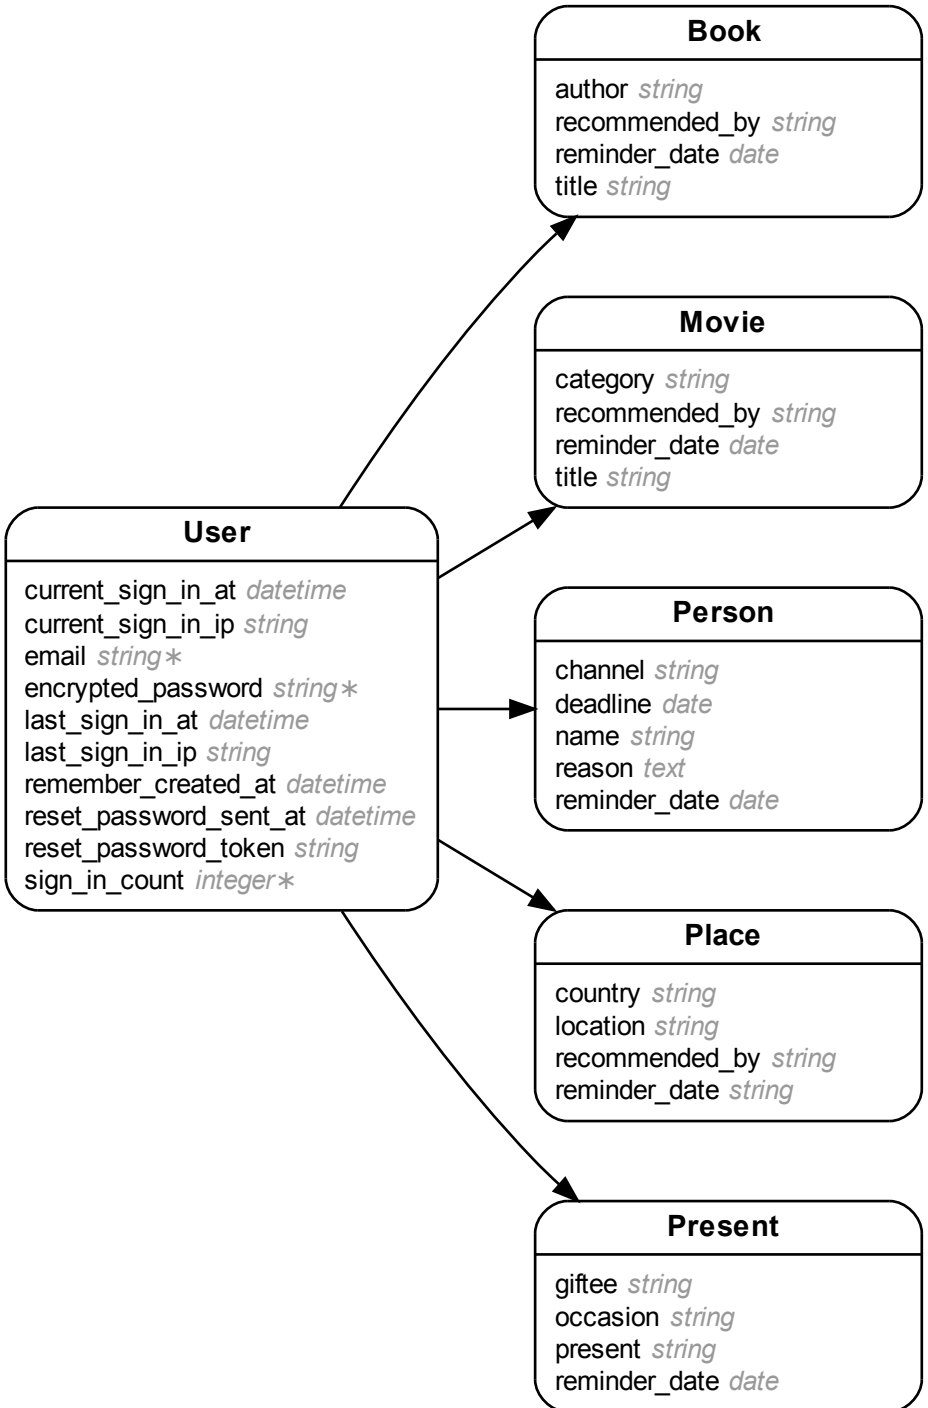 Book
author string
recommended_by string
reminder_date date
title string
Movie
category string
recommended_by string
reminder_date date
title string
User
current_sign_in_at datetime
current_sign_in_ip string
email string∗
encrypted_password string∗
last_sign_in_at datetime
last_sign_in_ip string
remember_created_at datetime
reset_password_sent_at datetime
reset_password_token string
sign_in_count integer∗
Person
channel string
deadline date
name string
reason text
reminder_date date
Place
country string
location string
recommended_by string
reminder_date string
Present
giftee string
occasion string
present string
reminder_date date